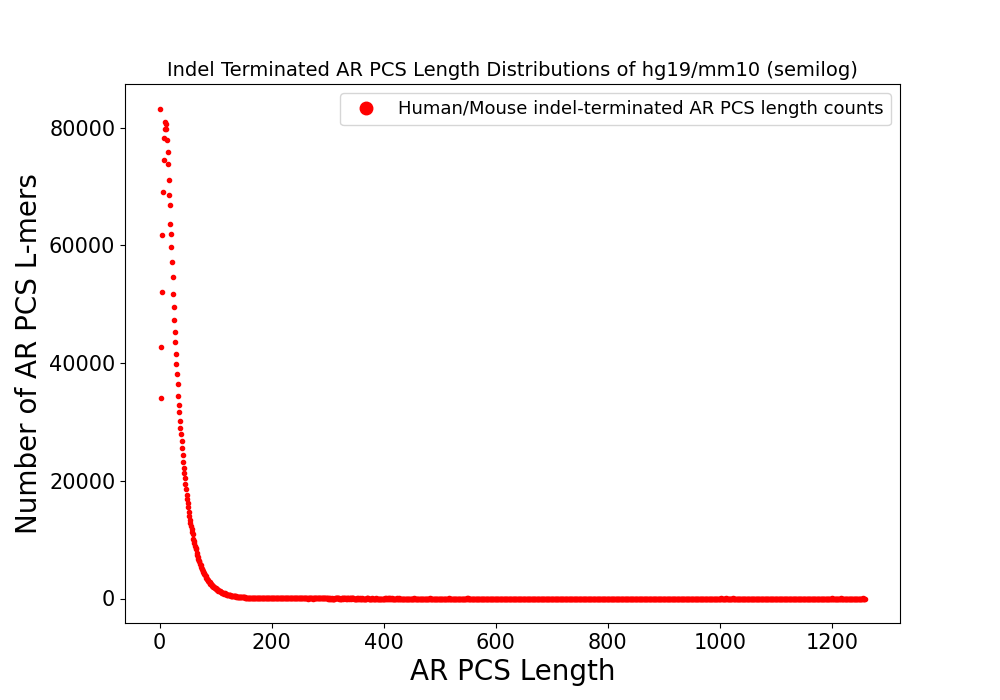 Indel Terminated AR PCS Length Distributions of hg19/mm10 (semilog)
Human/Mouse indel-terminated AR PCS length counts
Number of AR PCS L-mers
80000
60000
40000
20000
0
0 200 400 600 800 1000 1200
AR PCS Length